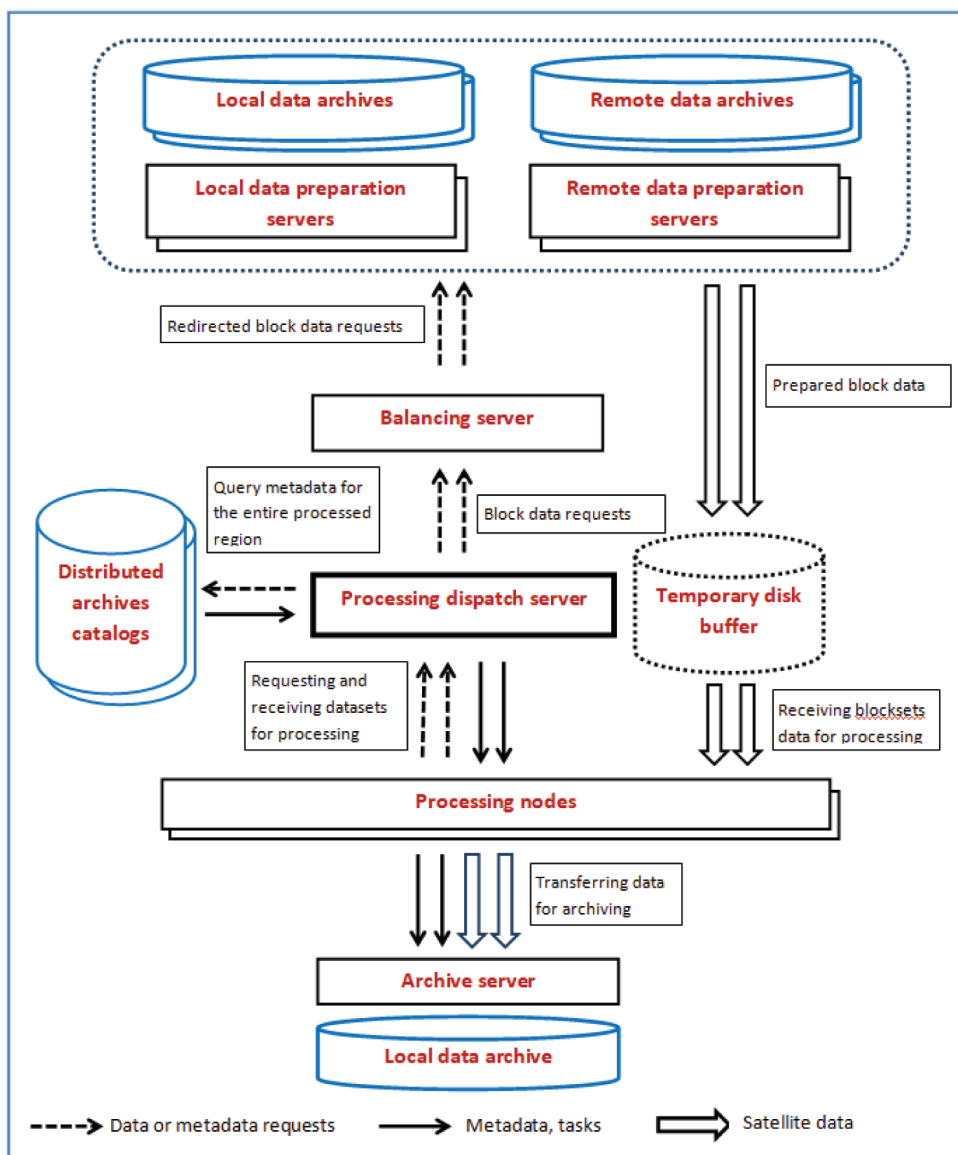 Local data archives
Remote data archives
Local data preparation
servers
Remote data preparation
servers
Redirected block data requests
Prepared block data
Balancing server
Query metadata for
the entire processed
region
Block data requests
Distributed
archives
catalogs
Processing dispatch server
Temporary disk
buffer
Requesting and
receiving datasets
for processing
Receiving blocksets
data for processing
Processing nodes
Transferring data
for archiving
Archive server
Local data archive
Data or metadata requests
Metadata, tasks
Satellite data